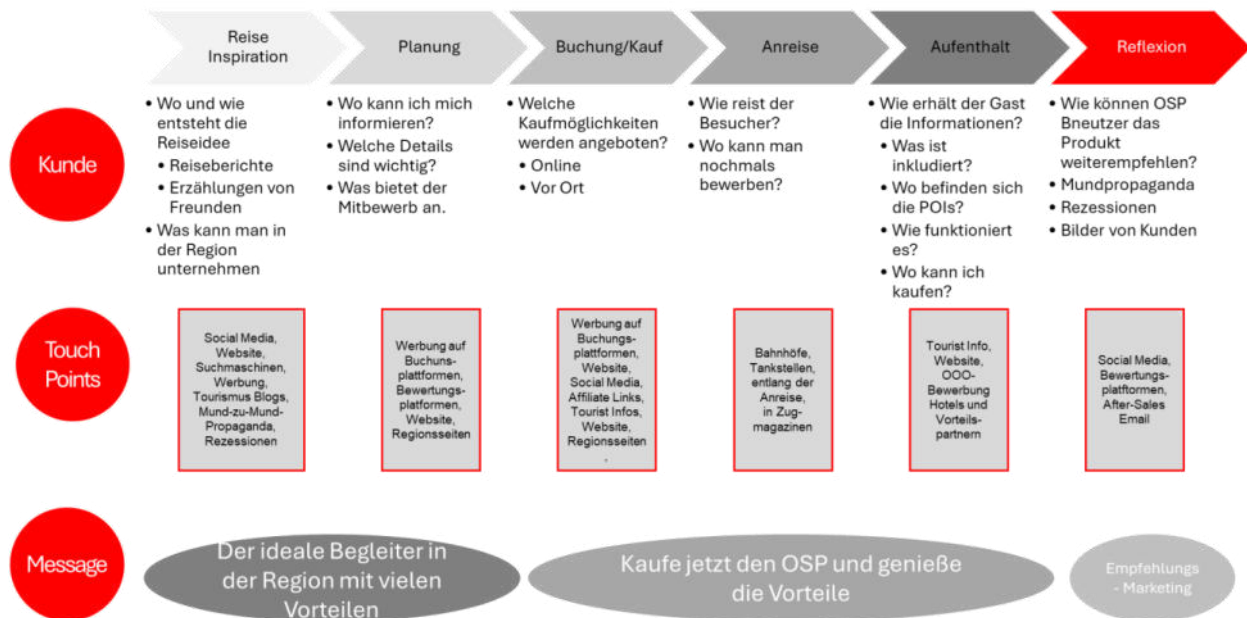 Reise
Inspiration
Planung
Buchung/Kauf
Anreise
Aufenthalt
Reflexion
Kunde
• Wo und wie
entsteht die
Reiseidee
• Reiseberichte
• Erzählungen von
Freunden
• Was kann man in
der Region
unternehmen
• Wo kann ich mich
informieren?
• Welche Details
sind wichtig?
• Was bietet der
Mitbewerb an.
• Welche
Kaufmöglichkeiten
werden angeboten?
• Online
• Vor Ort
• Wie reist der
Besucher?
• Wo kann man
nochmals
bewerben?
• Wie erhält der Gast
die Informationen?
• Was ist
inkludiert?
• Wo befinden sich
die POIs?
• Wie funktioniert
es?
• Wo kann ich
kaufen?
• Wie können OSP
Bneutzer das
Produkt
weiterempfehlen?
• Mundpropaganda
• Rezessionen
• Bilder von Kunden
Touch
Points
Social Media,
Website,
Suchmaschinen,
Werbung,
Tourismus Blogs,
Mund-zu-Mund-
Propaganda,
Rezessionen
Werbung auf
Buchuns-
plattformen,
Bewertungs-
platformen,
Website,
Regionsseiten
Werbung auf
Buchungs-
plattformen,
Website,
Social Media,
Affiliate Links,
Tourist Infos,
Website,
Regionsseiten
.
Bahnhöfe,
Tankstellen,
entlang der
Anreise,
in Zug-
magazinen
Tourist Info,
Website,
OOO-
Bewerbung
Hotels und
Vorteils-
partnern
Social Media,
Bewertungs-
platftormen,
After-Sales
Email
Message
Der ideale Begleiter in
der Region mit vielen
Vorteilen
Kaufe jetzt den OSP und genieße
die Vorteile
Empfehlungs
- Marketing